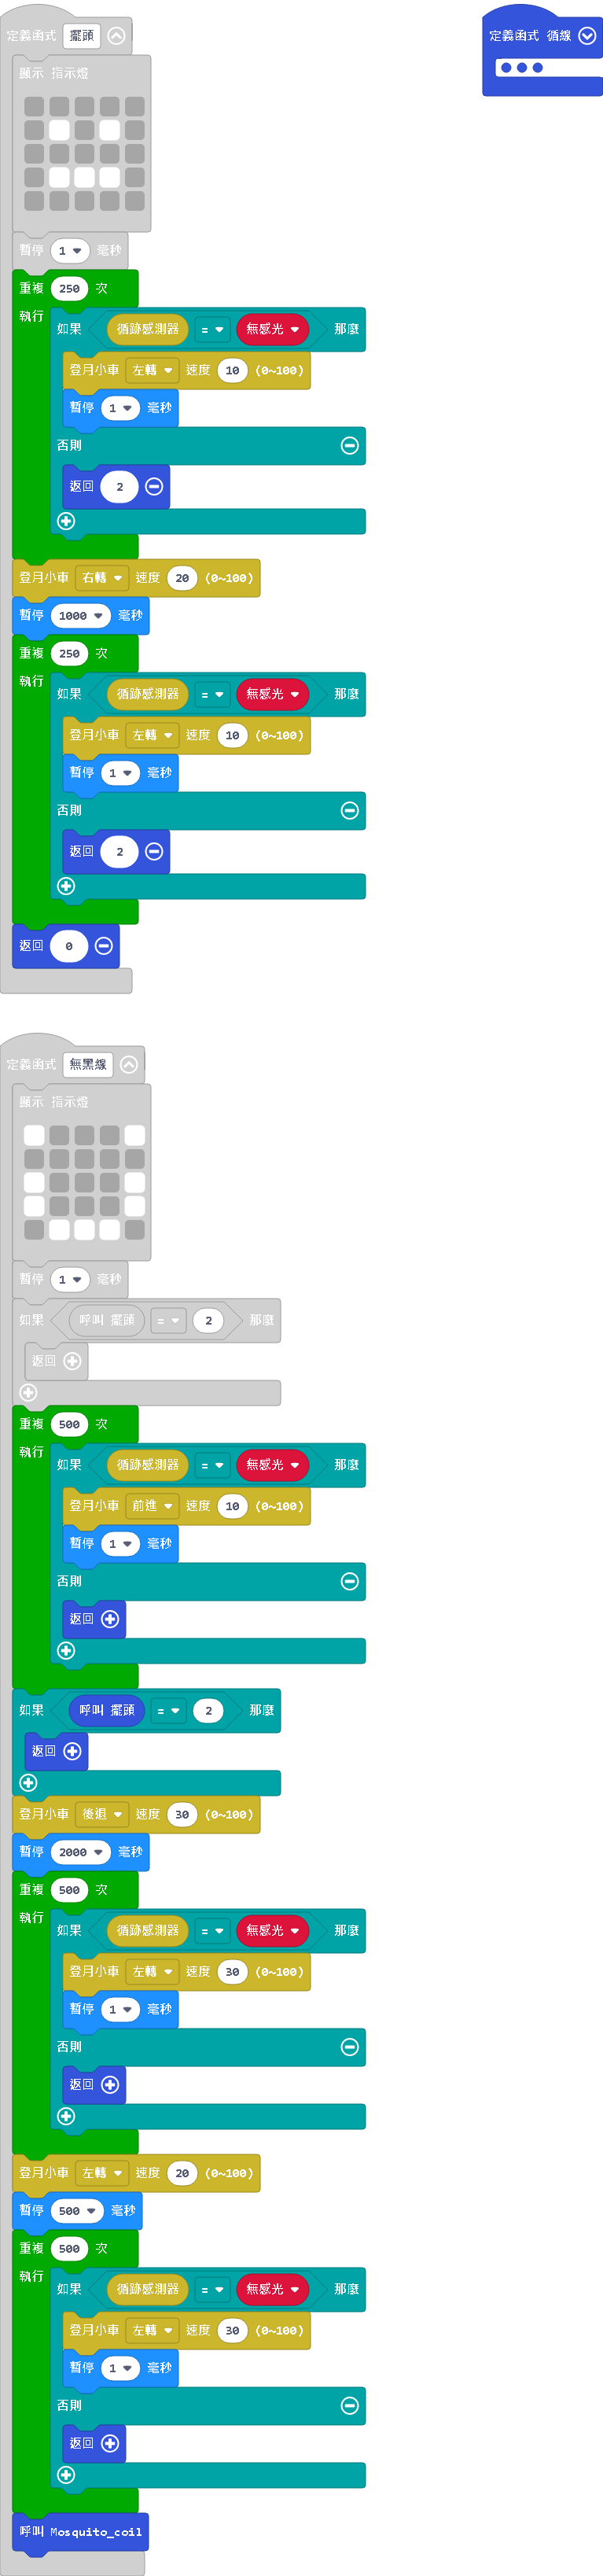 定義函式 擺頭
顯示 指示燈
暫停 1 毫秒
重複 250 次
執行
如果 循跡感測器 = 無感光 那麼
登月小車 左轉 速度 10 (0~100)
暫停 1 毫秒
否則
返回 2
登月小車 右轉 速度 20 (0~100)
暫停 1000 毫秒
重複 250 次
執行
如果 循跡感測器 = 無感光 那麼
登月小車 左轉 速度 10 (0~100)
暫停 1 毫秒
否則
返回 2
返回 0
定義函式 循線
定義函式 無黑線
顯示 指示燈
暫停 1 毫秒
如果 呼叫 擺頭 = 2 那麼
返回
重複 500 次
執行
如果 循跡感測器 = 無感光 那麼
登月小車 前進 速度 10 (0~100)
暫停 1 毫秒
否則
返回
如果 呼叫 擺頭 = 2 那麼
返回
登月小車 後退 速度 30 (0~100)
暫停 2000 毫秒
重複 500 次
執行
如果 循跡感測器 = 無感光 那麼
登月小車 左轉 速度 30 (0~100)
暫停 1 毫秒
否則
返回
登月小車 左轉 速度 20 (0~100)
暫停 500 毫秒
重複 500 次
執行
如果 循跡感測器 = 無感光 那麼
登月小車 左轉 速度 30 (0~100)
暫停 1 毫秒
否則
返回
呼叫 Mosquito_coil